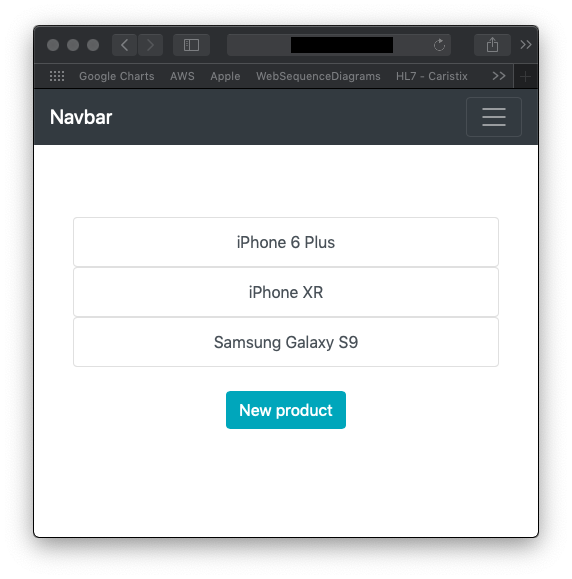 Google Charts AWS Apple WebSequenceDiagrams HL7 - Caristix
Navbar
iPhone 6 Plus
iPhone XR
Samsung Galaxy S9
New product